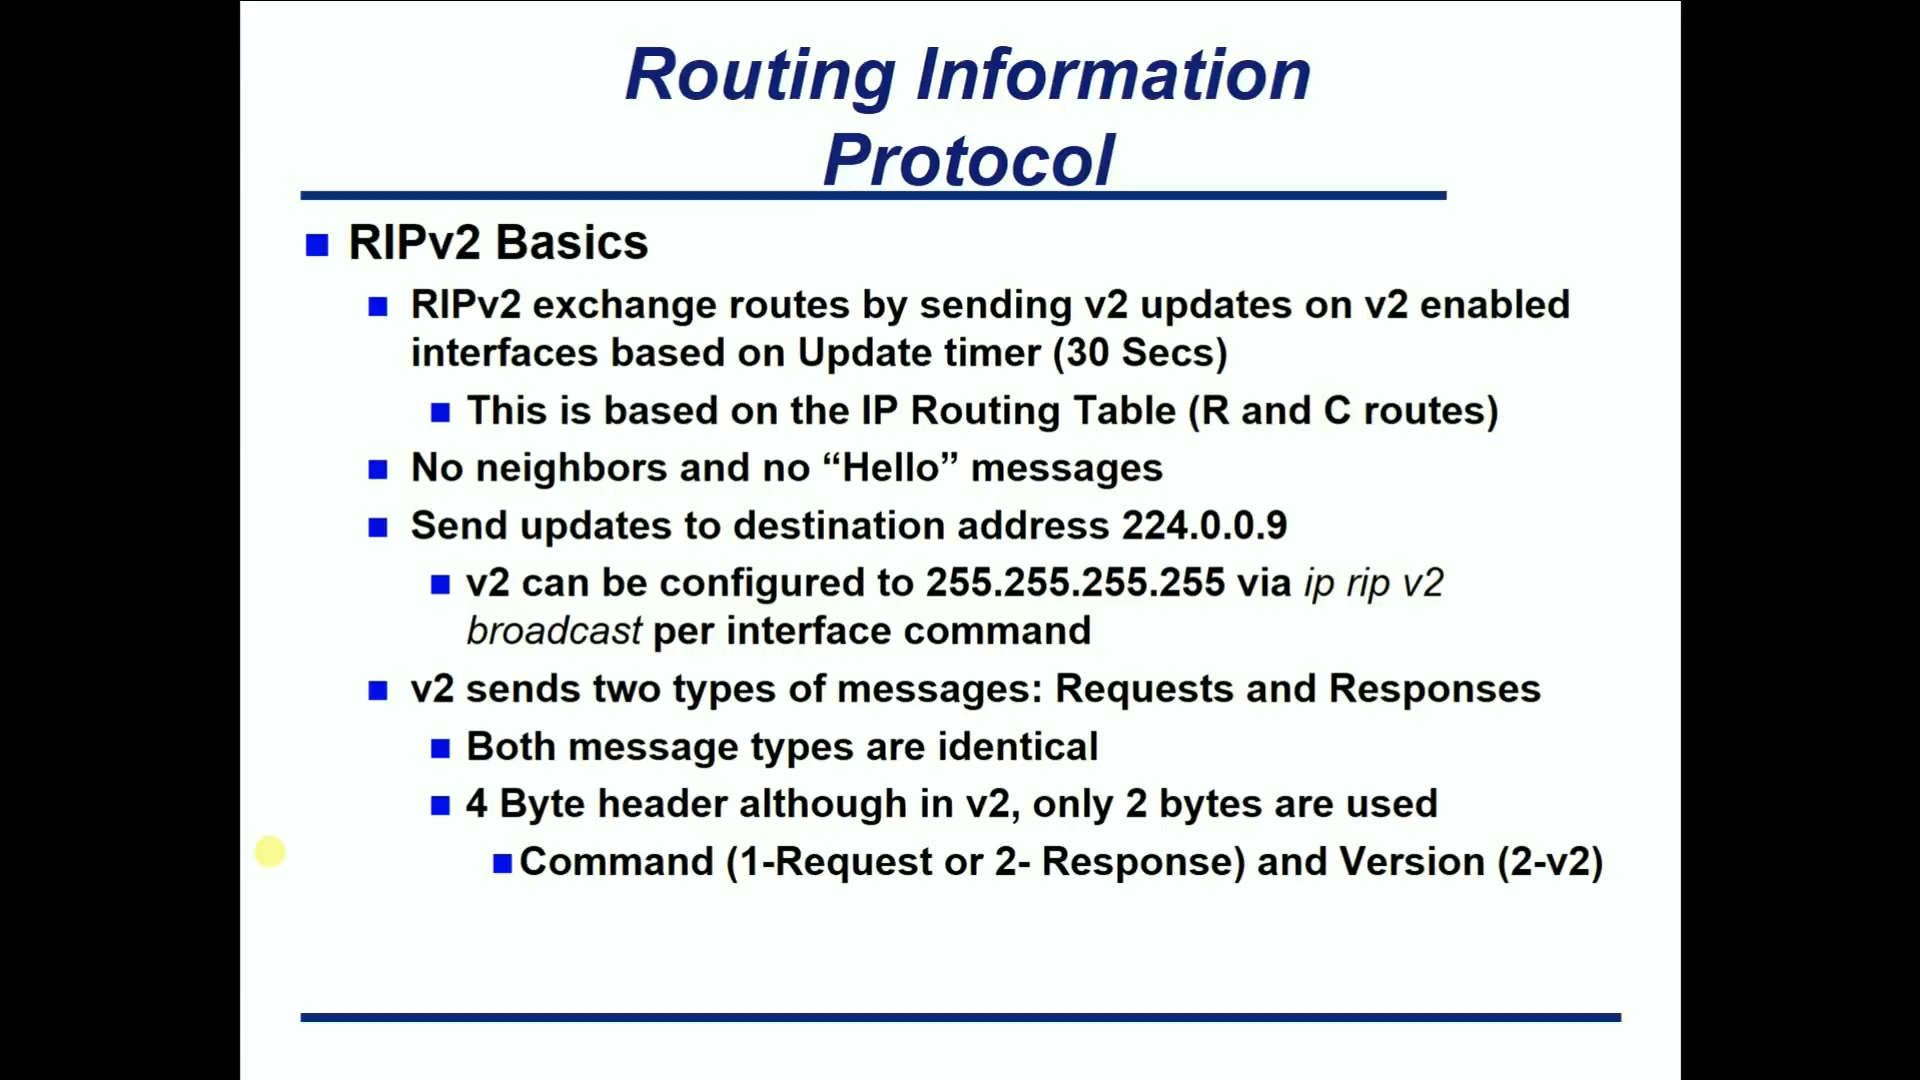 Routing Information
Protocol
RIPv2 Basics
RIPv2 exchange routes by sending v2 updates on v2 enabled
interfaces based on Update timer (30 Secs)
This is based on the IP Routing Table (R and C routes)
No neighbors and no “Hello” messages
Send updates to destination address 224.0.0.9
v2 can be configured to 255.255.255.255 via ip rip v2
broadcast per interface command
v2 sends two types of messages: Requests and Responses
Both message types are identical
4 Byte header although in v2, only 2 bytes are used
Command (1-Request or 2- Response) and Version (2-v2)